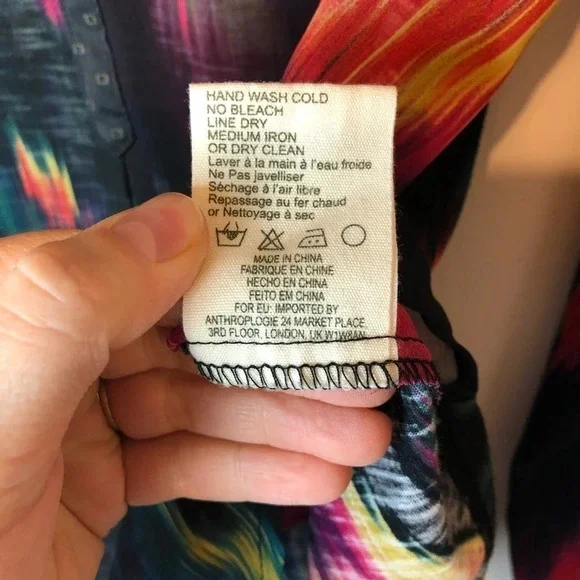 HAND WASH COLD
NO BLEACH
LINE DRY
MEDIUM IRON
OR DRY CLEAN
Laver à la main à l'eau froide
Ne Pas javelliser
Séchage à l'air libre
Repassage au fer chaud
or Nettoyage à sec
MADE IN CHINA
FABRIQUE EN CHINE
HECHO EN CHINA
FEITO EM CHINA
FOR EU: IMPORTED BY
ANTHROPLOGIE 24 MARKET PLACE
3RD FLOOR, LONDON, UK W1W8AN